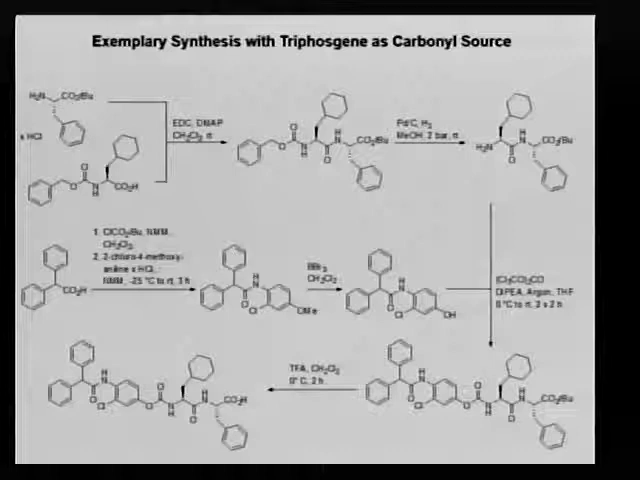 Exemplary Synthesis with Triphosgene as Carbonyl Source
H2N CO2tBu
x HCl
EDC, DMAP
CH2Cl2, rt
Pd/C, H2
MeOH, 2 bar, rt
CO2tBu
H2N
CO2tBu
CO2H
1. ClCO2iBu, NMM,
CH2Cl2
2. 2-chloro-4-methoxy-
aniline x HCl,
NMM, -25 °C to rt, 3 h
CO2H
Cl
OMe
BBr3
CH2Cl2
Cl
OH
(Cl3CO)2CO
DIPEA, Argon, THF
0 °C to rt, 2 x 2 h
TFA, CH2Cl2
0° C, 2 h
CO2H
Cl
CO2tBu
Cl